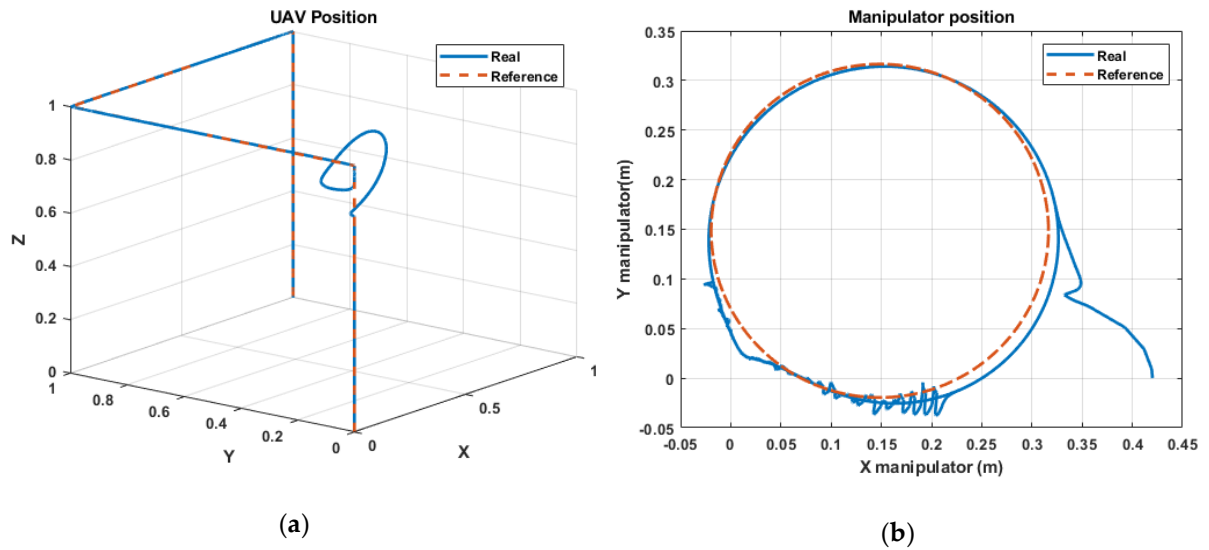 UAV Position
Real
Reference
1
0.8
0.6
0.4
0.2
0
Z
1
0.8
0.6
0.4
0.2
0
Y
0
0.5
1
X
(a)
Manipulator position
Real
Reference
0.35
0.3
0.25
0.2
0.15
0.1
0.05
0
-0.05
Y manipulator(m)
-0.05
0
0.05
0.1
0.15
0.2
0.25
0.3
0.35
0.4
0.45
X manipulator (m)
(b)